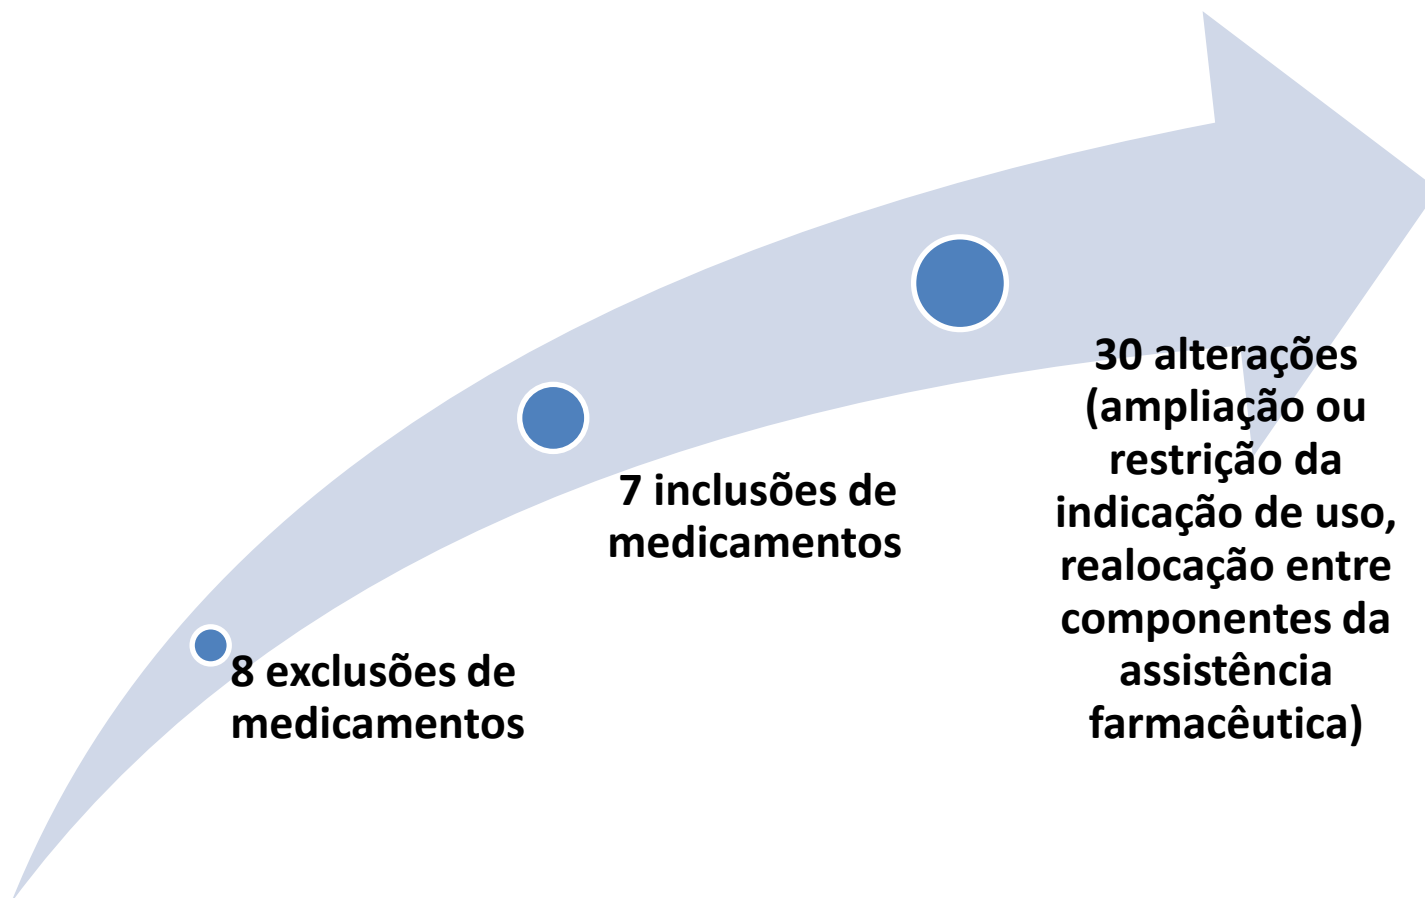 8 exclusões de
medicamentos
7 inclusões de
medicamentos
30 alterações
(ampliação ou
restrição da
indicação de uso,
realocação entre
componentes da
assistência
farmacêutica)